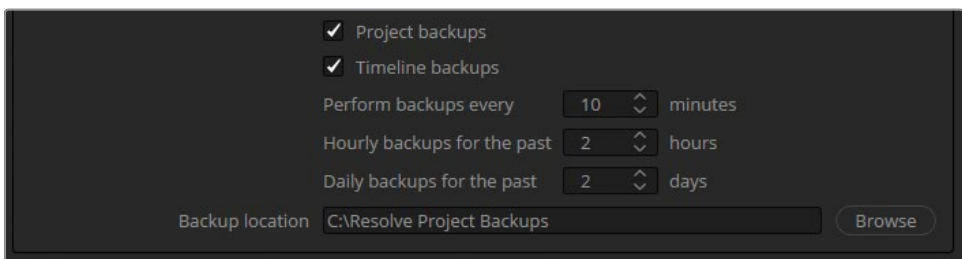 Project backups
Timeline backups
Perform backups every 10 minutes
Hourly backups for the past 2 hours
Daily backups for the past 2 days
Backup location C:\Resolve Project Backups Browse